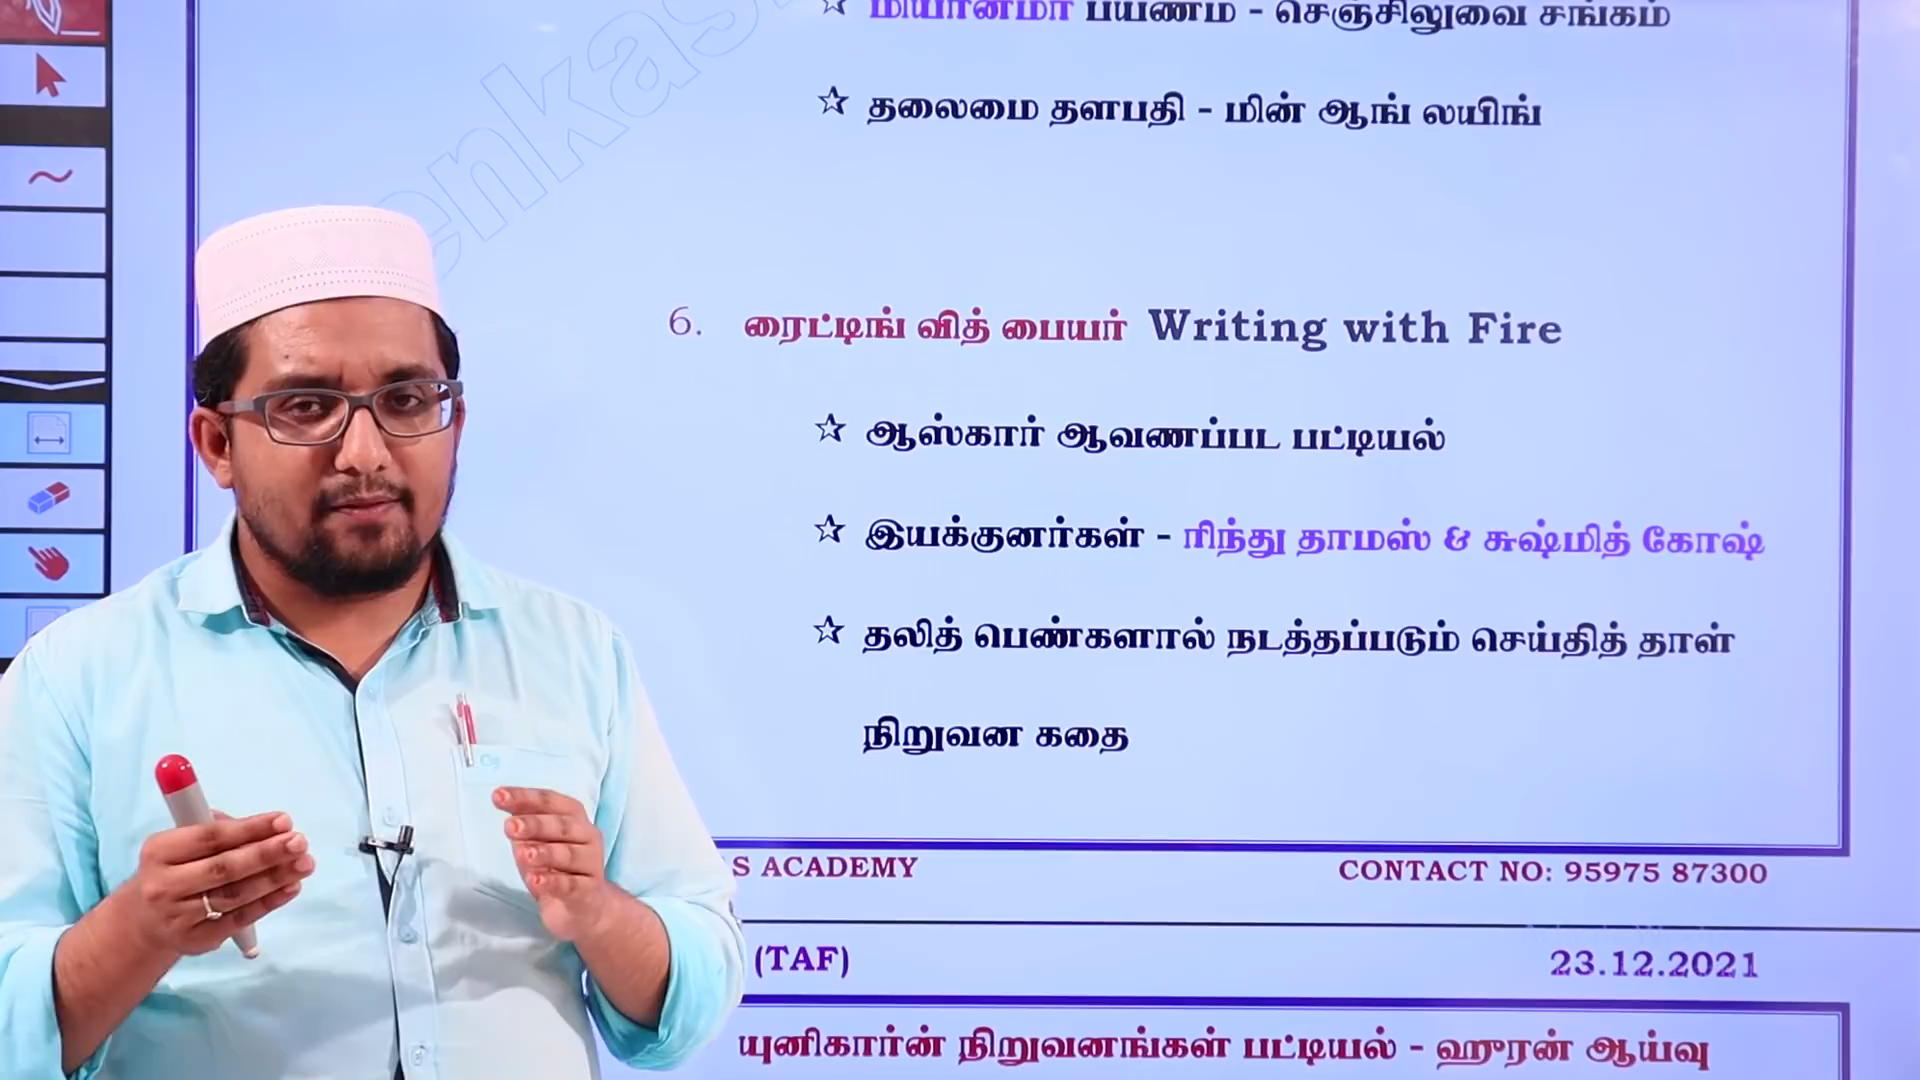 ☆ மியான்மர் பயணம் - செஞ்சிலுவை சங்கம்
☆ தலைமை தளபதி - மின் ஆங் லயிங்
6. ரைட்டிங் வித் பையர் Writing with Fire
☆ ஆஸ்கார் ஆவணப்பட பட்டியல்
☆ இயக்குனர்கள் - ரிந்து தாமஸ் & சுஷ்மித் கோஷ்
☆ தலித் பெண்களால் நடத்தப்படும் செய்தித் தாள்
நிறுவன கதை
S ACADEMY CONTACT NO: 95975 87300
(TAF) 23.12.2021
யுனிகார்ன் நிறுவனங்கள் பட்டியல் - ஹுரன் ஆய்வு